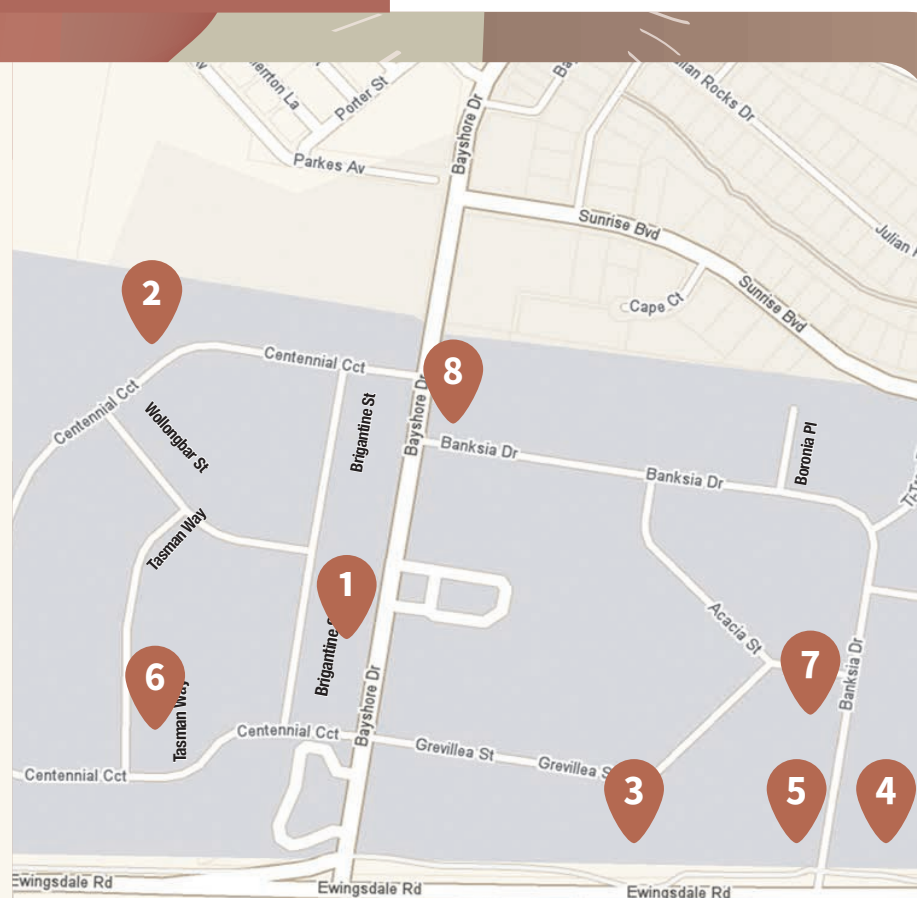 Porter St
Parkes Av
Bayshore Dr
Julian Rocks Dr
Sunrise Bvd
Cape Ct
Sunrise Bvd
2
Centennial Cct
8
Centennial Cct
Wollongbar St
Brigantine St
Bayshore Dr
Banksia Dr
Banksia Dr
Boronia Pl
Tasman Way
1
Brigantine St
Acacia St
7
6
Tasman Way
Bayshore Dr
Banksia Dr
Centennial Cct
Grevillea St
Grevillea St
Centennial Cct
3
5
4
Ewingsdale Rd
Ewingsdale Rd
Ewingsdale Rd